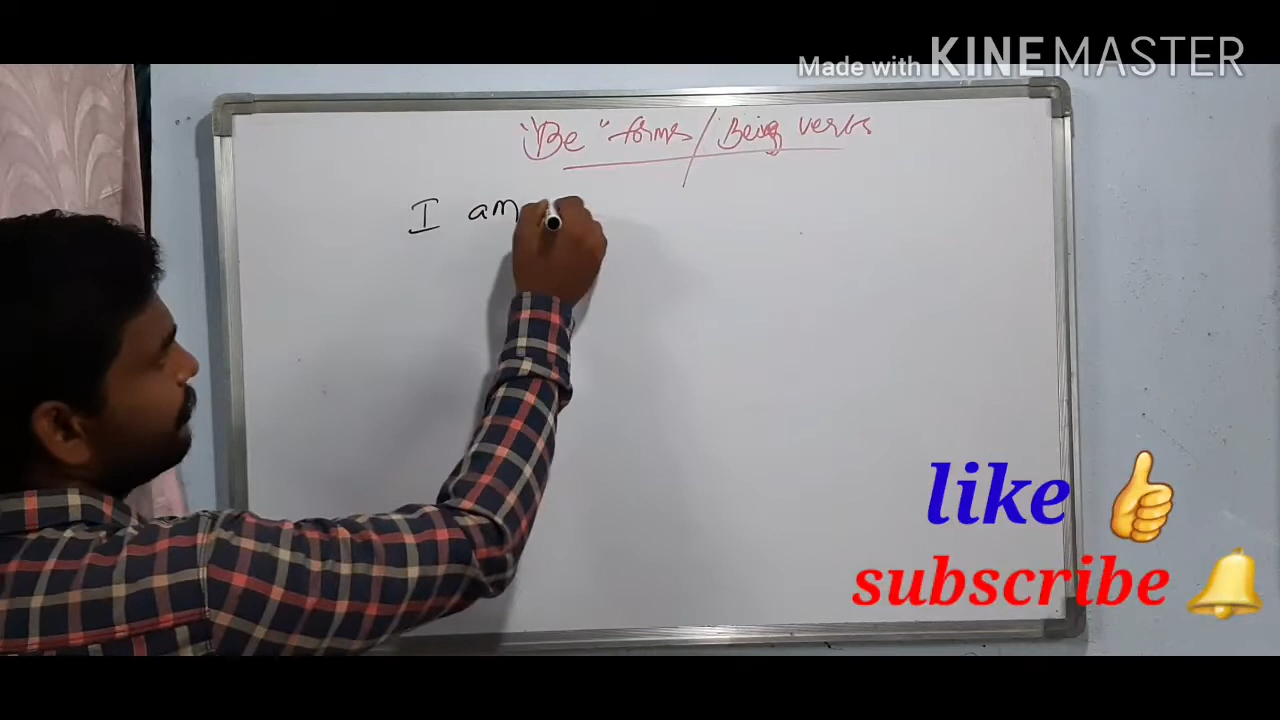 Made with KINEMASTER
"Be" forms / Being verbs
I am
like 👍
subscribe 🔔